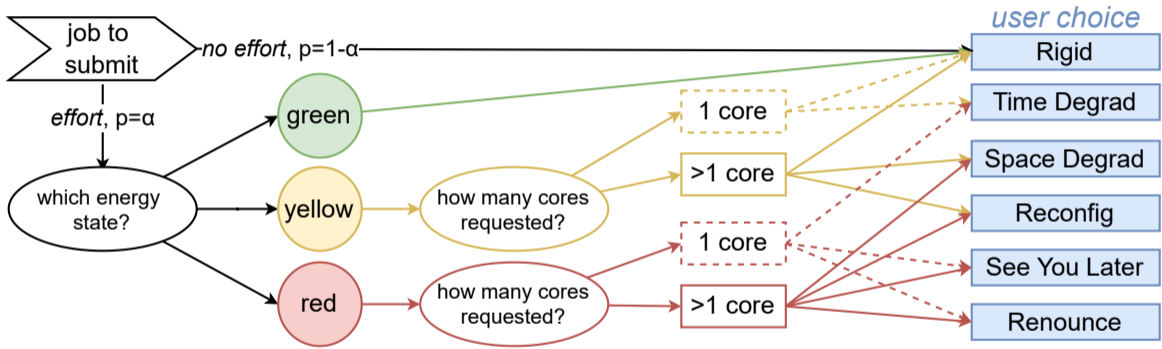 user choice
job to
submit
no effort, p=1-α
Rigid
effort, p=α
green
1 core
Time Degrad
>1 core
Space Degrad
which energy
state?
yellow
how many cores
requested?
Reconfig
1 core
See You Later
red
how many cores
requested?
>1 core
Renounce